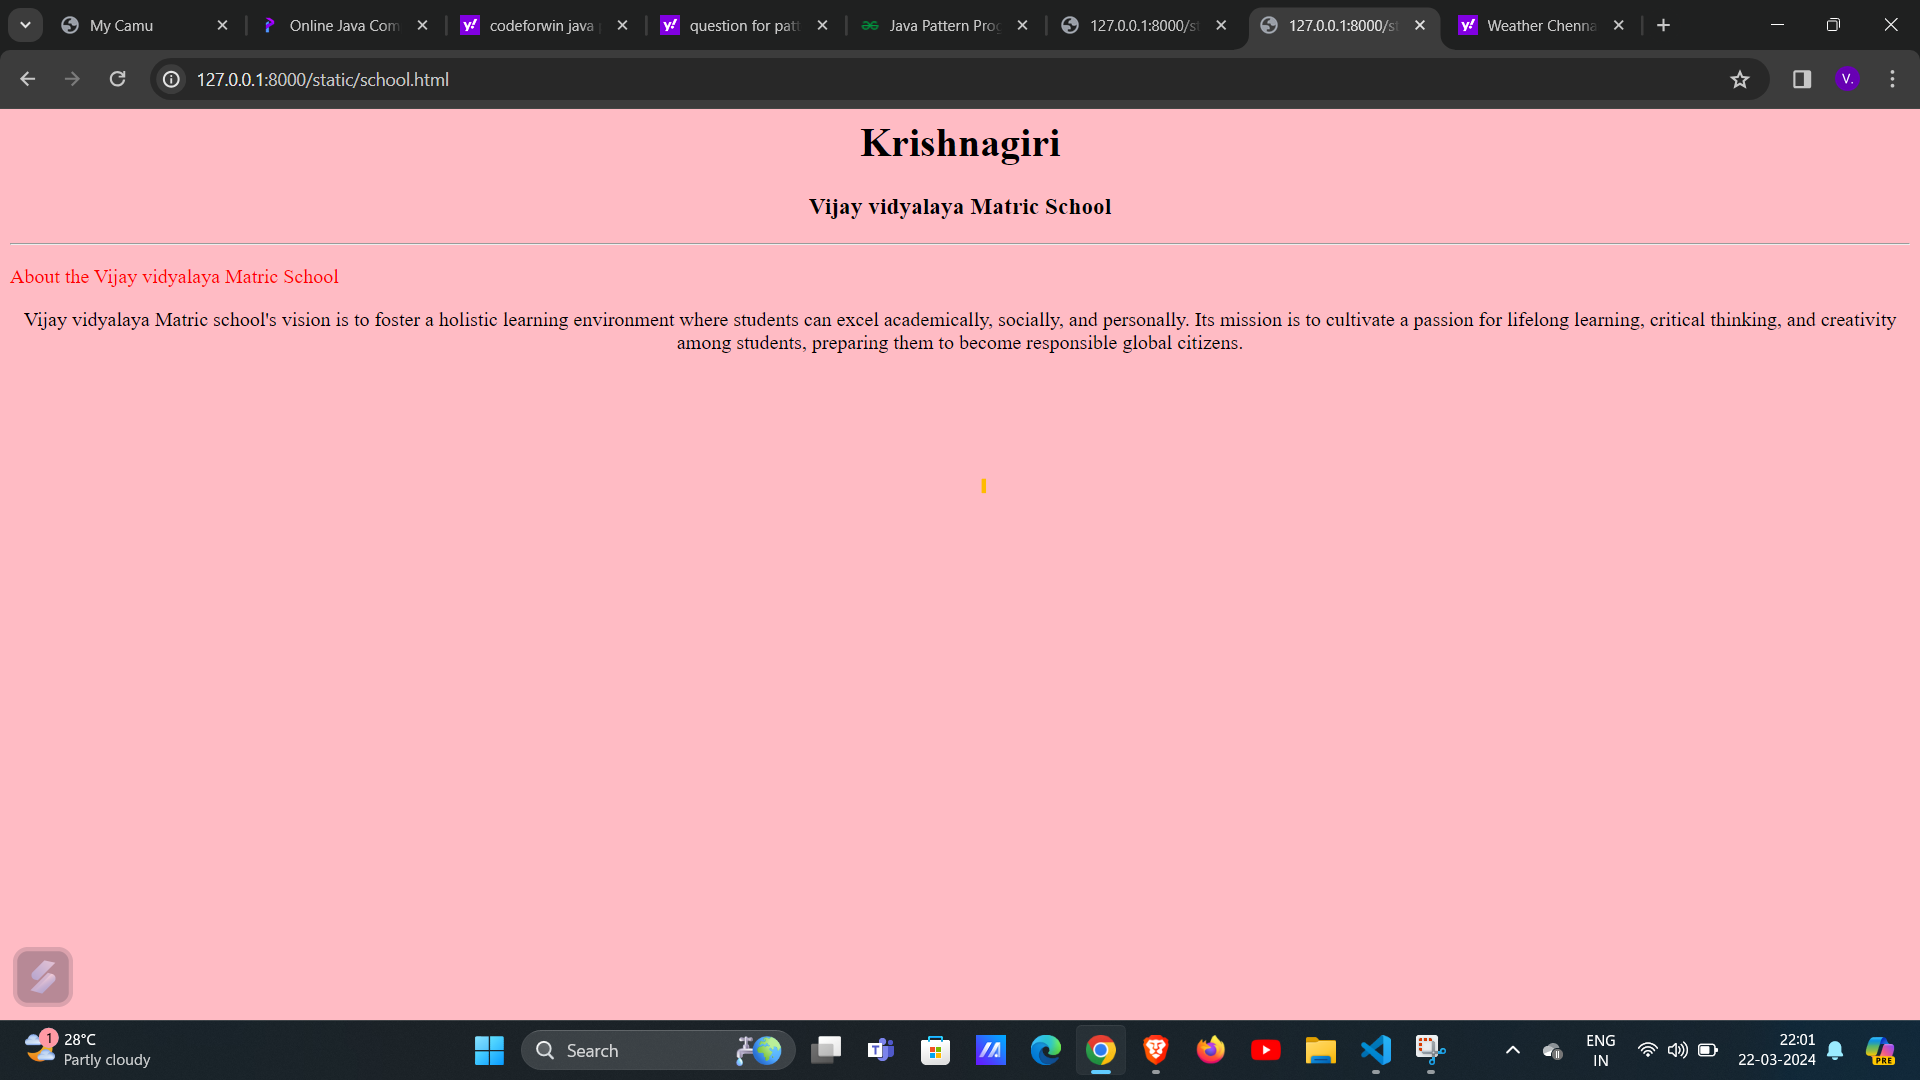 My Camu
Online Java Com
codeforwin java
question for patt
Java Pattern Prog
127.0.0.1:8000/st
127.0.0.1:8000/st
Weather Chenna
127.0.0.1:8000/static/school.html
V.
Krishnagiri
Vijay vidyalaya Matric School
About the Vijay vidyalaya Matric School
Vijay vidyalaya Matric school's vision is to foster a holistic learning environment where students can excel academically, socially, and personally. Its mission is to cultivate a passion for lifelong learning, critical thinking, and creativity
among students, preparing them to become responsible global citizens.
1
28°C
Partly cloudy
Search
ENG
IN
22:01
22-03-2024
PRE